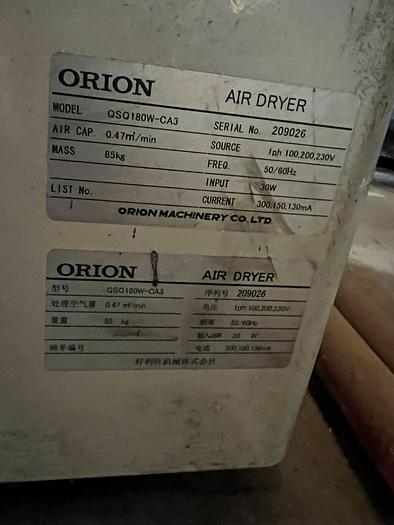 ORION AIR DRYER
MODEL QSQ180W-CA3 SERIAL No. 209026
AIR CAP. 0.47㎥/min SOURCE 1ph 100,200,230V
MASS 85kg FREQ. 50/60Hz
INPUT 30W
LIST No. CURRENT 300,150,130mA
ORION MACHINERY CO.,LTD.
ORION AIR DRYER
型号 QSQ180W-CA3 序列号 209026
处理空气量 0.47 ㎥/min 电压 1ph 100,200,230V
重量 85 kg 频率 50/60Hz
30 W
编号 电流 300,150,130mA
好利旺机械株式会社